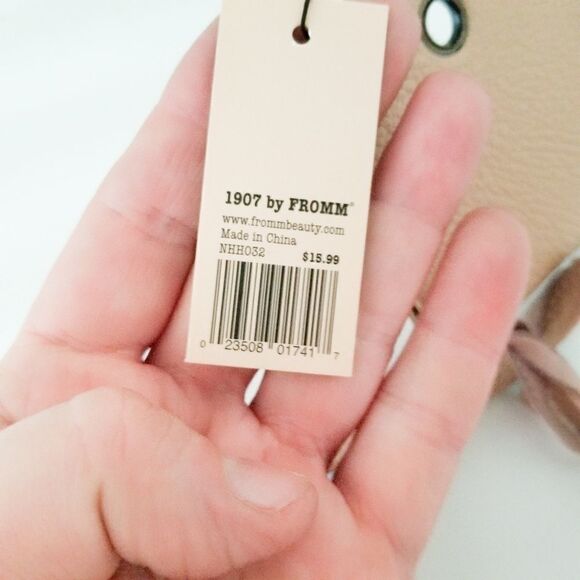 1907 by FROMM®
www.frommbeauty.com
Made in China
NHH032 $15.99
0 23508 01741 7